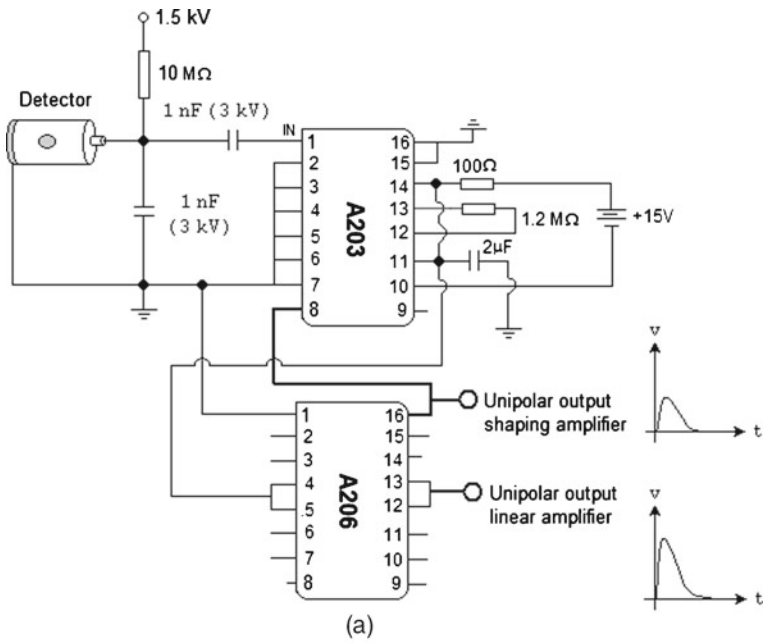 1.5 kV
10 MΩ
Detector
1 nF (3 kV)
IN
1 nF
(3 kV)
A203
1
2
3
4
5
6
7
8
16
15
14
13
12
11
10
9
100Ω
1.2 MΩ
+15V
2µF
A206
1
2
3
4
.5
6
7
8
16
15
14
13
12
11
10
9
Unipolar output
shaping amplifier
Unipolar output
linear amplifier
v
t
v
t
(a)